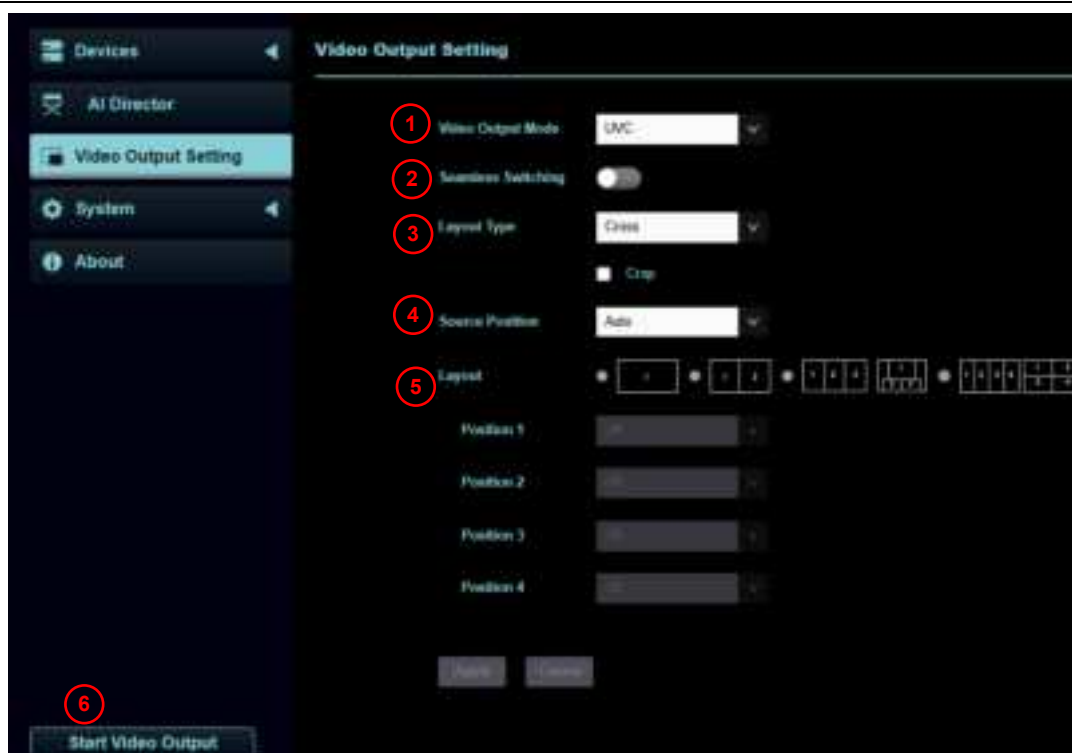 Devices
AI Director
Video Output Setting
System
About
Video Output Setting
1 Video Output Mode UVC
2 Seamless Switching
3 Layout Type Cross
Crop
4 Source Position Auto
5 Layout
Position 1
Position 2
Position 3
Position 4
Apply Cancel
6
Start Video Output